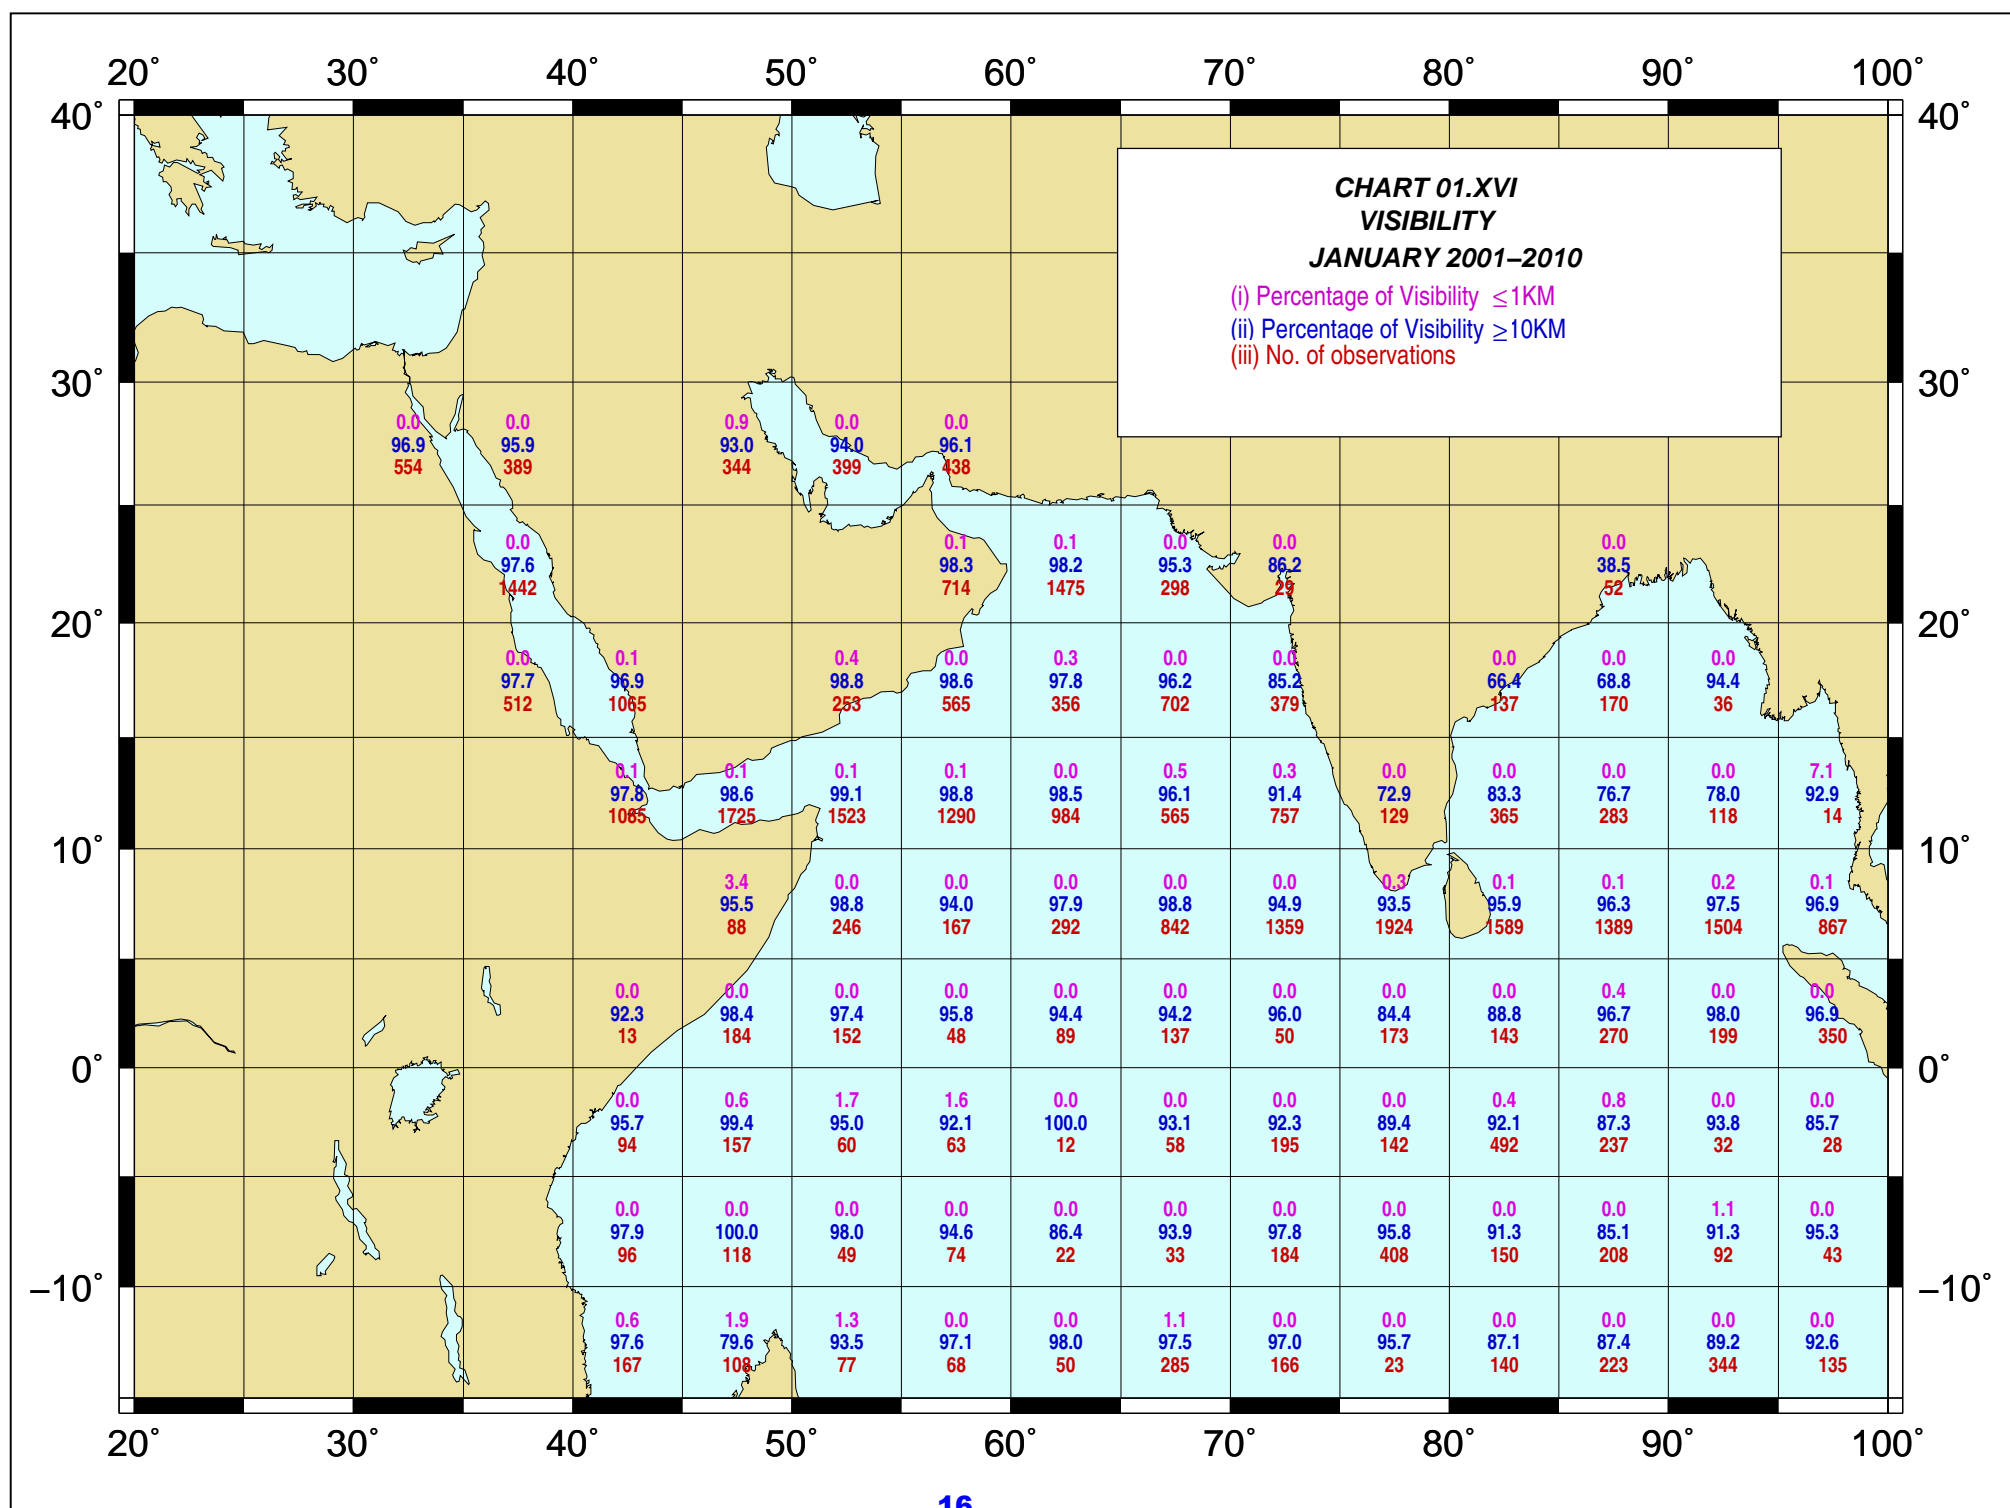 20° 30° 40° 50° 60° 70° 80° 90° 100°
40° 40°
CHART 01.XVI
VISIBILITY
JANUARY 2001–2010
(i) Percentage of Visibility ≤1KM
(ii) Percentage of Visibility ≥10KM
(iii) No. of observations
30° 30°
0.0 0.0 0.9 0.0 0.0
96.9 95.9 93.0 94.0 96.1
554 389 344 399 438
0.0 0.1 0.1 0.0 0.0 0.0
97.6 98.3 98.2 95.3 86.2 38.5
1442 714 1475 298 29 52
20° 20°
0.0 0.1 0.4 0.0 0.3 0.0 0.0 0.0 0.0 0.0
97.7 96.9 98.8 98.6 97.8 96.2 85.2 66.4 68.8 94.4
512 1065 253 565 356 702 379 137 170 36
0.1 0.1 0.1 0.1 0.0 0.5 0.3 0.0 0.0 0.0 0.0 7.1
97.8 98.6 99.1 98.8 98.5 96.1 91.4 72.9 83.3 76.7 78.0 92.9
1725 1523 1290 984 565 757 129 365 283 118 14
10° 10°
3.4 0.0 0.0 0.0 0.0 0.0 0.3 0.1 0.1 0.2 0.1
95.5 98.8 94.0 97.9 98.8 94.9 93.5 95.9 96.3 97.5 96.9
88 246 167 292 842 1359 1924 1589 1389 1504 867
0.0 0.0 0.0 0.0 0.0 0.0 0.0 0.0 0.0 0.4 0.0 0.0
92.3 98.4 97.4 95.8 94.4 94.2 96.0 84.4 88.8 96.7 98.0 96.9
13 184 152 48 89 137 50 173 143 270 199 350
0° 0°
0.0 0.6 1.7 1.6 0.0 0.0 0.0 0.0 0.4 0.8 0.0 0.0
95.7 99.4 95.0 92.1 100.0 93.1 92.3 89.4 92.1 87.3 93.8 85.7
94 157 60 63 12 58 195 142 492 237 32 28
0.0 0.0 0.0 0.0 0.0 0.0 0.0 0.0 0.0 0.0 1.1 0.0
97.9 100.0 98.0 94.6 86.4 93.9 97.8 95.8 91.3 85.1 91.3 95.3
96 118 49 74 22 33 184 408 150 208 92 43
–10° –10°
0.6 1.9 1.3 0.0 0.0 1.1 0.0 0.0 0.0 0.0 0.0 0.0
97.6 79.6 93.5 97.1 98.0 97.5 97.0 95.7 87.1 87.4 89.2 92.6
167 108 77 68 50 285 166 23 140 223 344 135
20° 30° 40° 50° 60° 70° 80° 90° 100°
16